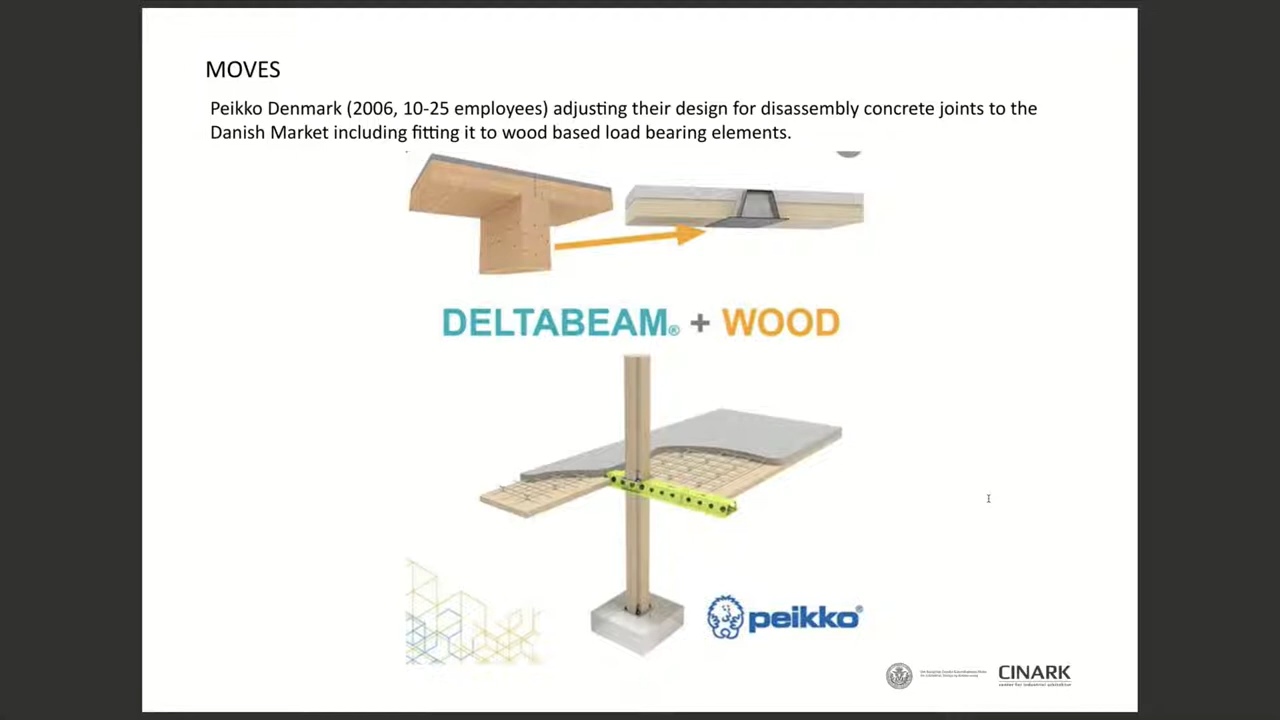 MOVES
Peikko Denmark (2006, 10-25 employees) adjusting their design for disassembly concrete joints to the
Danish Market including fitting it to wood based load bearing elements.
DELTABEAM® + WOOD
peikko®
CINARK